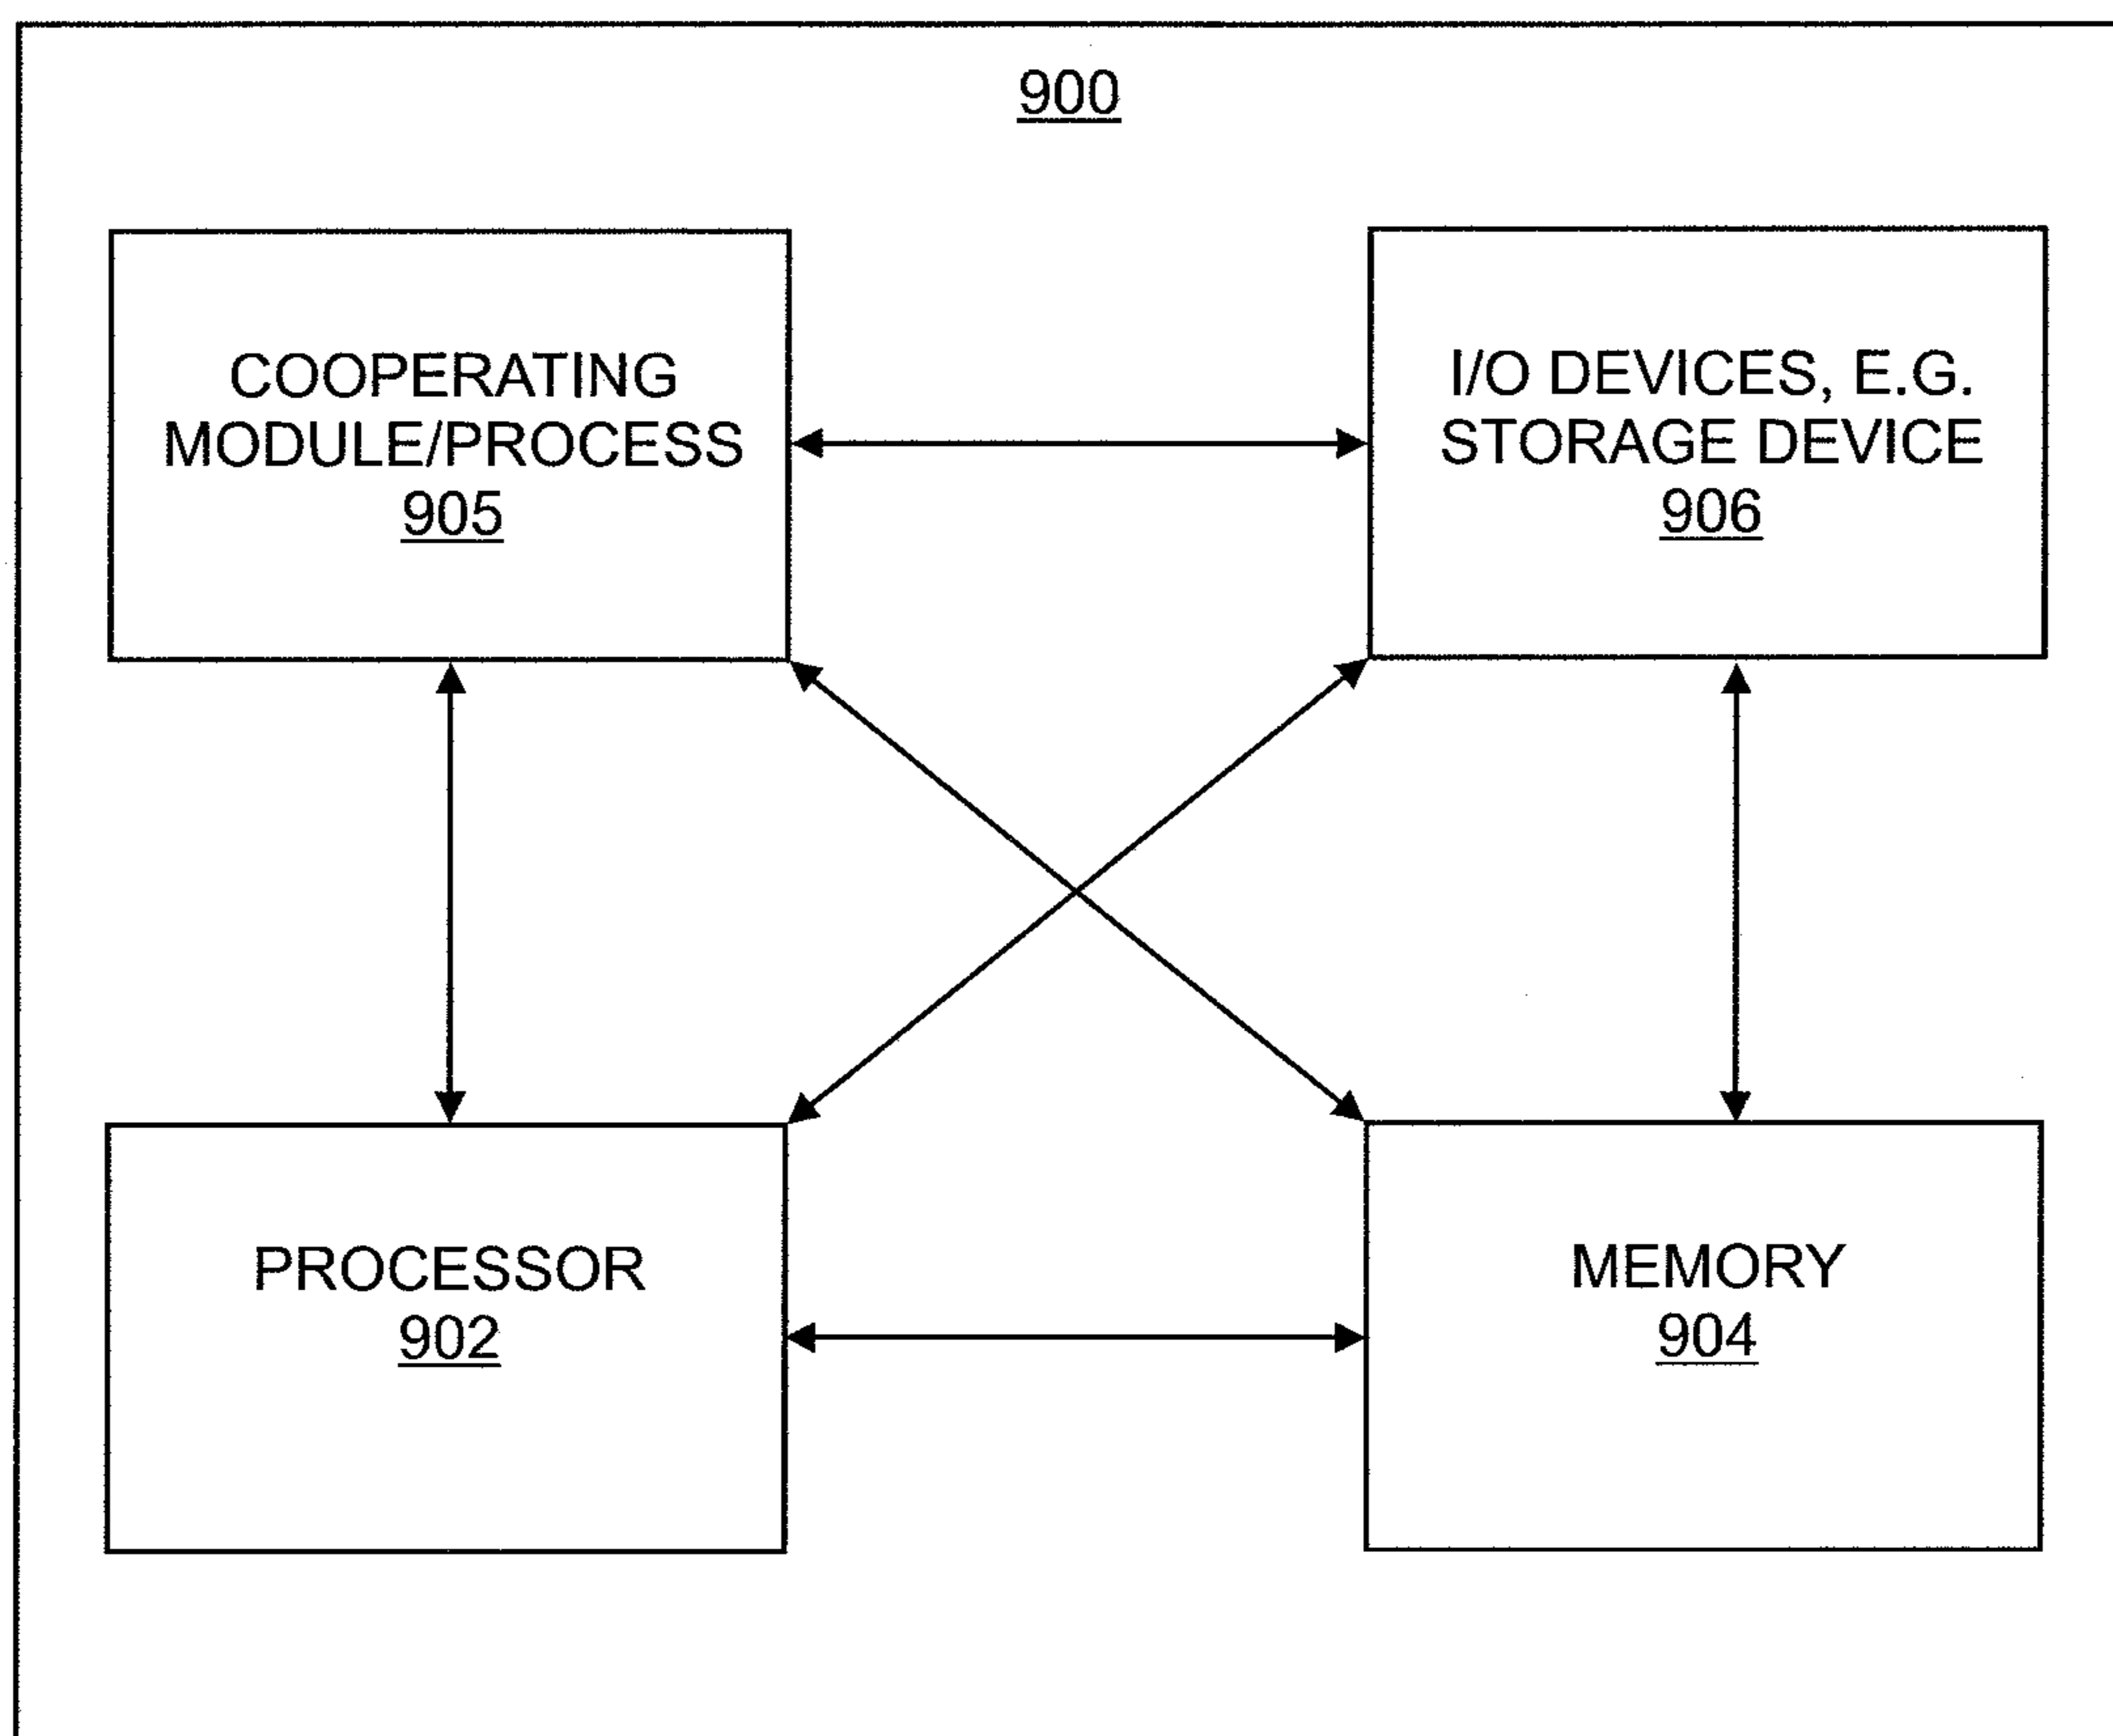 900
COOPERATING
MODULE/PROCESS
905
I/O DEVICES, E.G.
STORAGE DEVICE
906
PROCESSOR
902
MEMORY
904